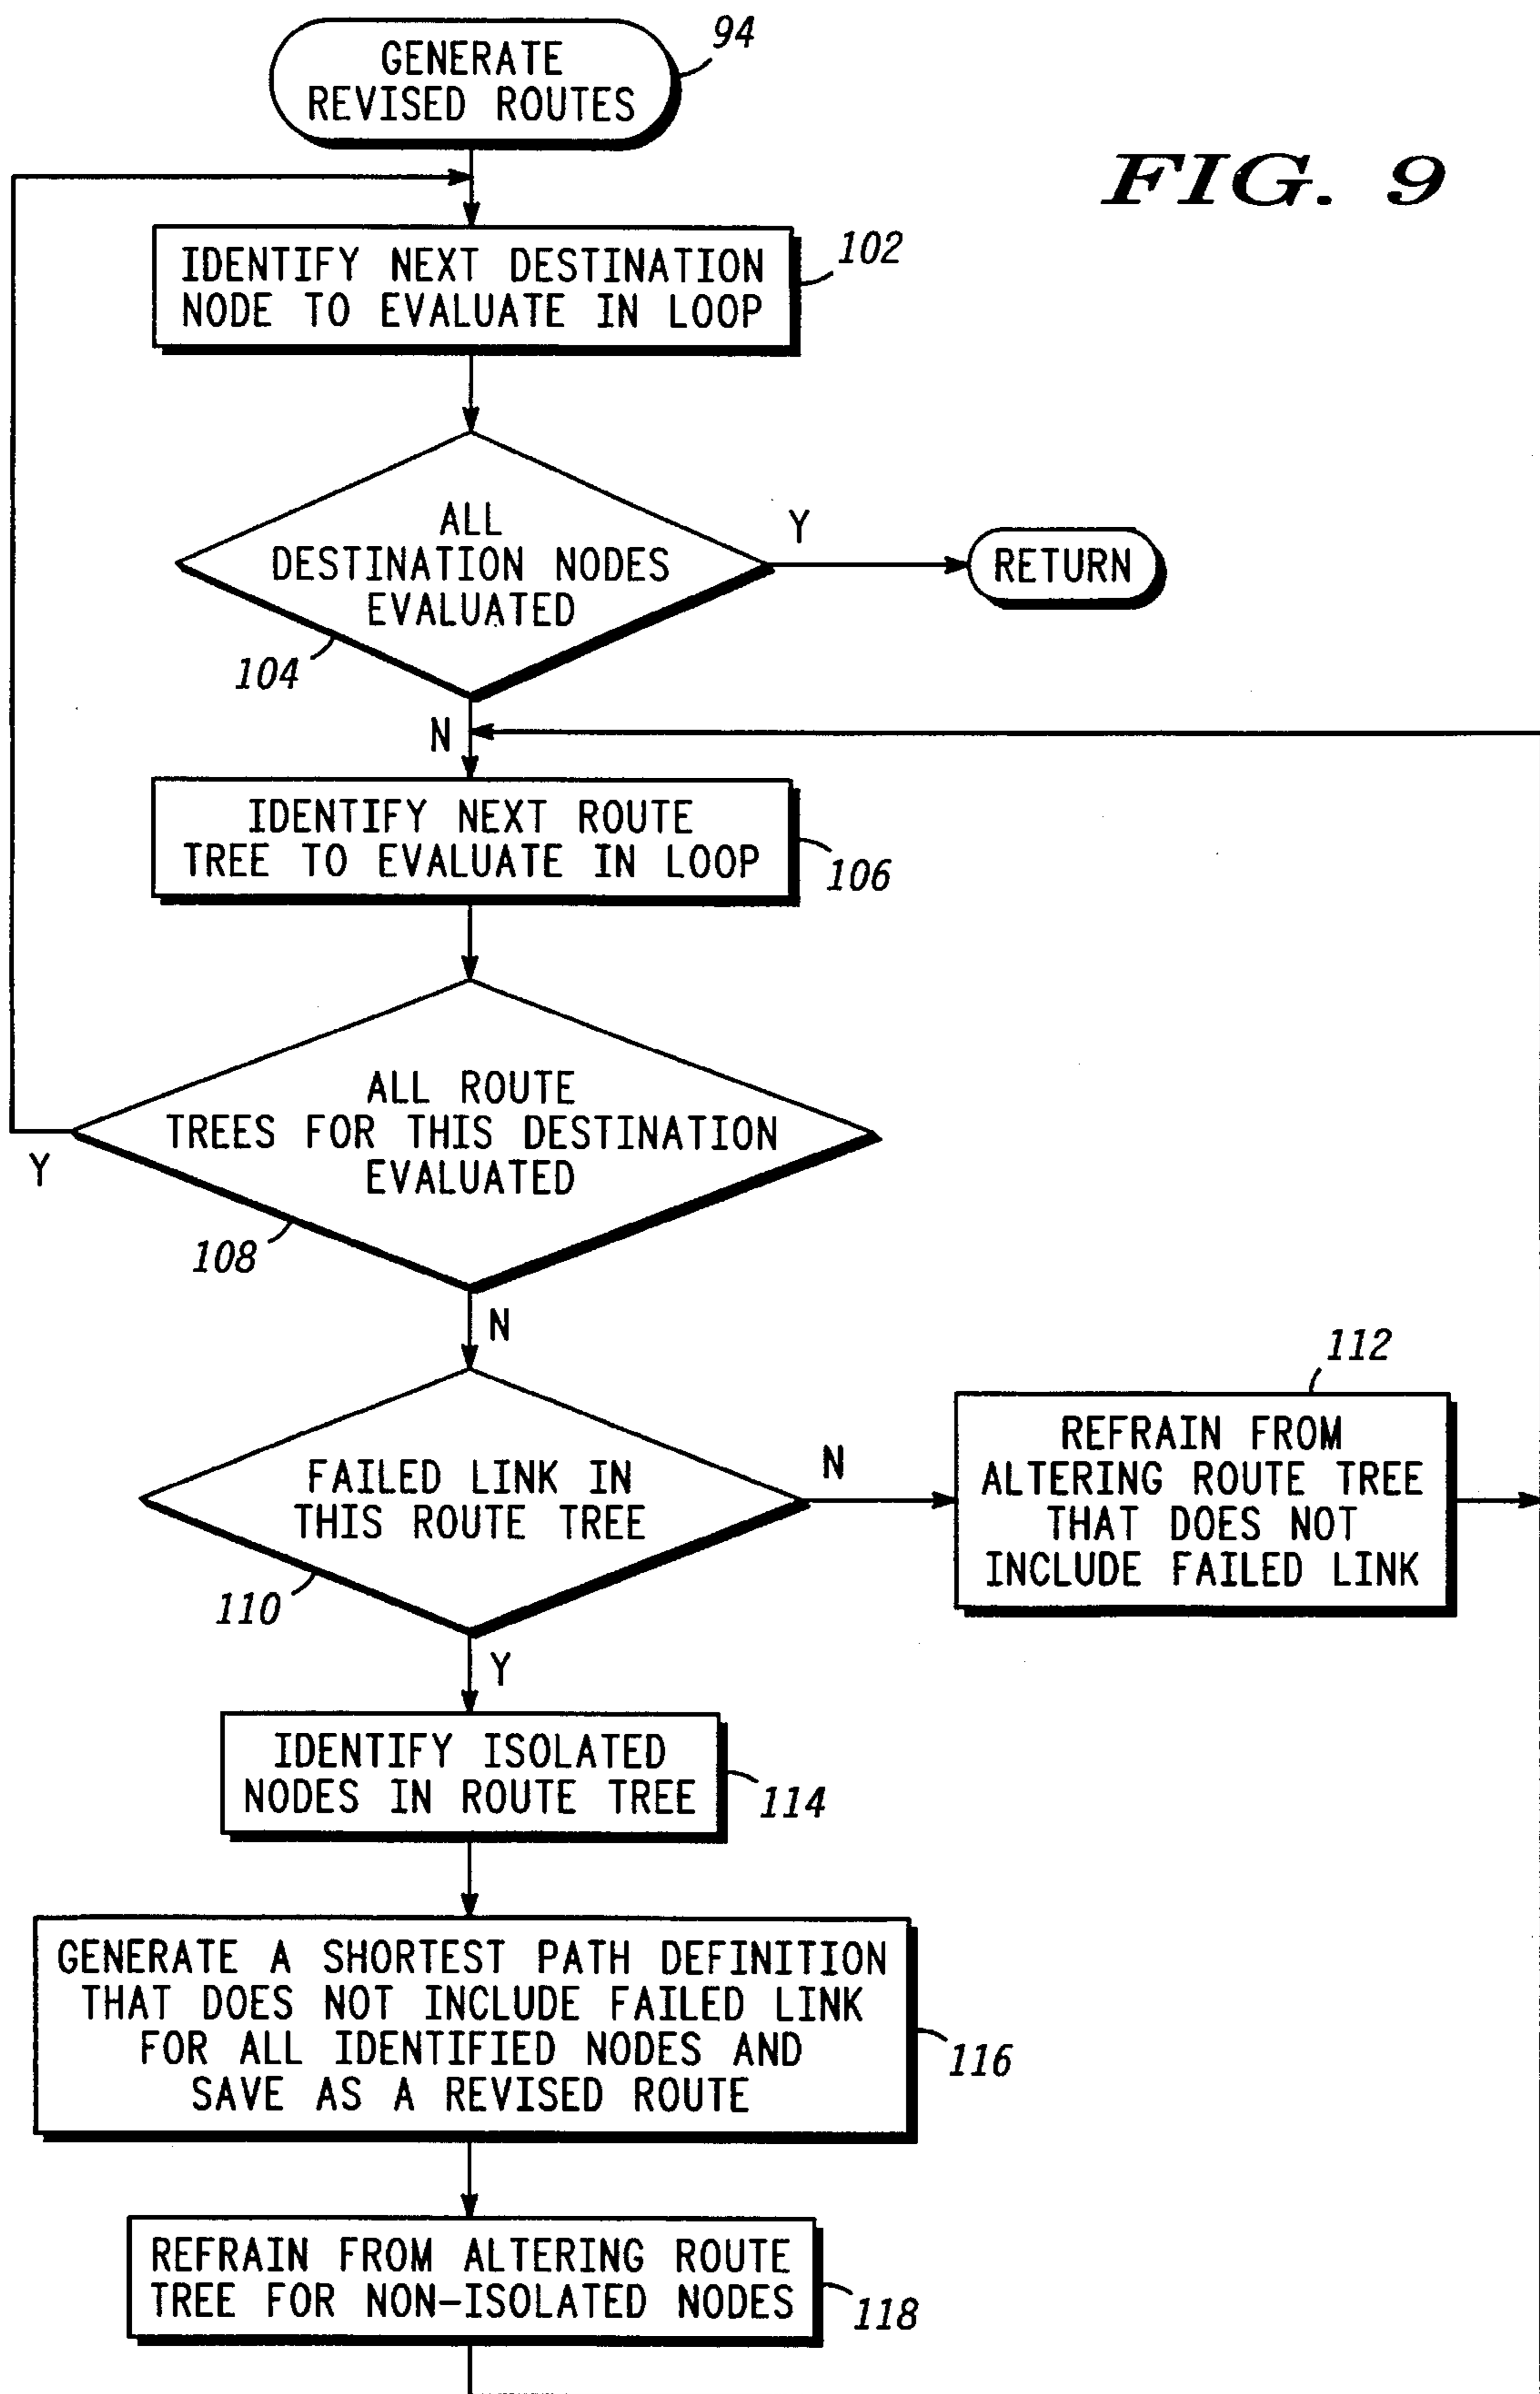 GENERATE
REVISED ROUTES
94
FIG. 9
IDENTIFY NEXT DESTINATION
NODE TO EVALUATE IN LOOP
102
ALL
DESTINATION NODES
EVALUATED
104
Y
RETURN
N
IDENTIFY NEXT ROUTE
TREE TO EVALUATE IN LOOP
106
ALL ROUTE
TREES FOR THIS DESTINATION
EVALUATED
Y
108
N
FAILED LINK IN
THIS ROUTE TREE
110
N
112
REFRAIN FROM
ALTERING ROUTE TREE
THAT DOES NOT
INCLUDE FAILED LINK
Y
IDENTIFY ISOLATED
NODES IN ROUTE TREE
114
GENERATE A SHORTEST PATH DEFINITION
THAT DOES NOT INCLUDE FAILED LINK
FOR ALL IDENTIFIED NODES AND
SAVE AS A REVISED ROUTE
116
REFRAIN FROM ALTERING ROUTE
TREE FOR NON-ISOLATED NODES
118